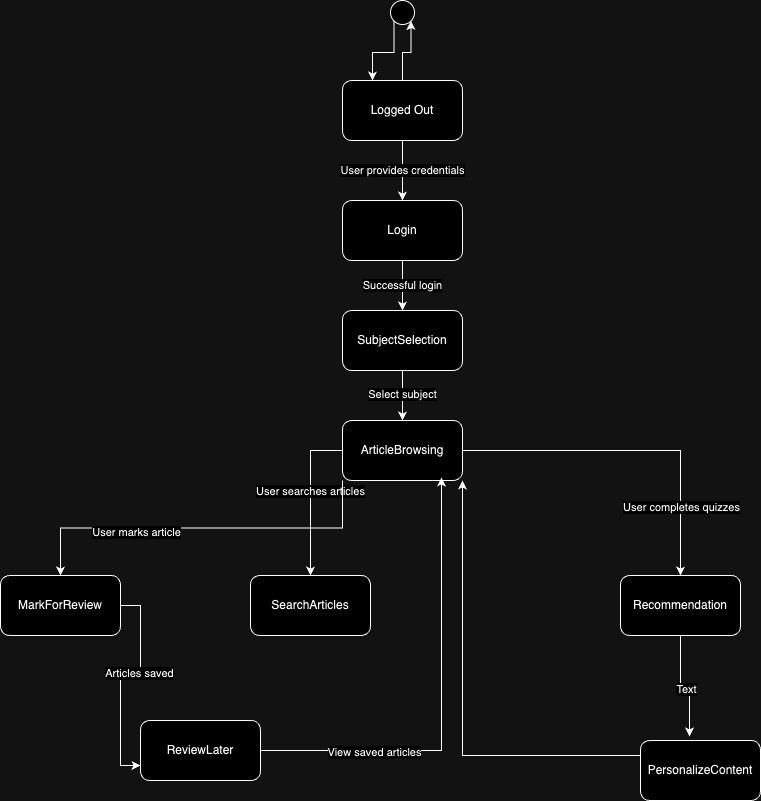 Logged Out
User provides credentials
Login
Successful login
SubjectSelection
Select subject
ArticleBrowsing
User searches articles
User completes quizzes
User marks article
MarkForReview
SearchArticles
Recommendation
Articles saved
Text
ReviewLater
View saved articles
PersonalizeContent